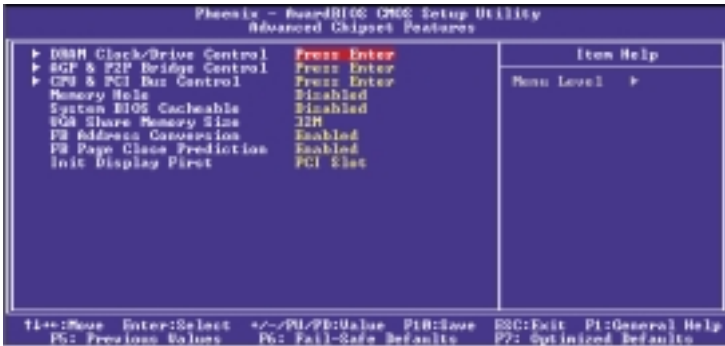 Phoenix - AwardBIOS CMOS Setup Utility
Advanced Chipset Features
DRAM Clock/Drive Control Press Enter
AGP & P2P Bridge Control Press Enter
CPU & PCI Bus Control Press Enter
Memory Hole Disabled
System BIOS Cacheable Disabled
VGA Share Memory Size 32M
FB Address Conversion Enabled
FB Page Close Prediction Enabled
Init Display First PCI Slot
Item Help
Menu Level
↑↓→←:Move Enter:Select +/-/PU/PD:Value F10:Save ESC:Exit F1:General Help
F5: Previous Values F6: Fail-Safe Defaults F7: Optimized Defaults